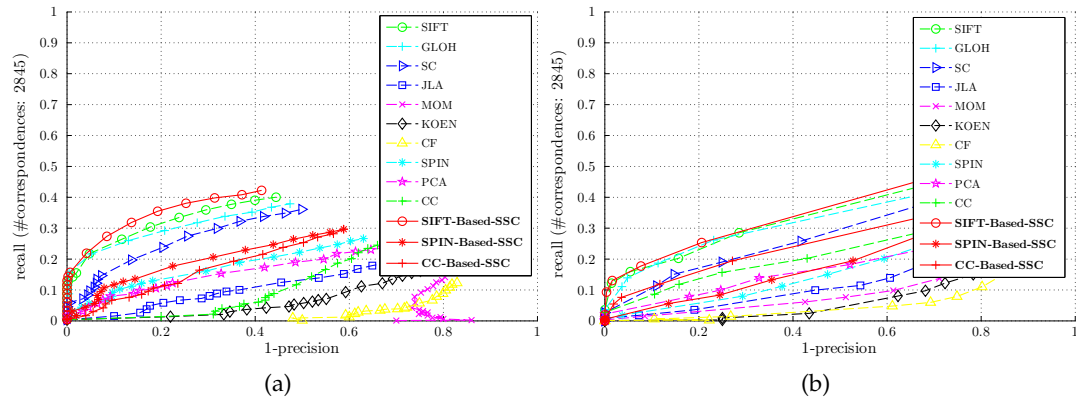 1
0.9
0.8
0.7
0.6
0.5
0.4
0.3
0.2
0.1
0
0 0.2 0.4 0.6 0.8 1
recall (#correspondences: 2845)
1-precision
SIFT
GLOH
SC
JLA
MOM
KOEN
CF
SPIN
PCA
CC
SIFT-Based-SSC
SPIN-Based-SSC
CC-Based-SSC
(a)
1
0.9
0.8
0.7
0.6
0.5
0.4
0.3
0.2
0.1
0
0 0.2 0.4 0.6 0.8 1
recall (#correspondences: 2845)
1-precision
SIFT
GLOH
SC
JLA
MOM
KOEN
CF
SPIN
PCA
CC
SIFT-Based-SSC
SPIN-Based-SSC
CC-Based-SSC
(b)